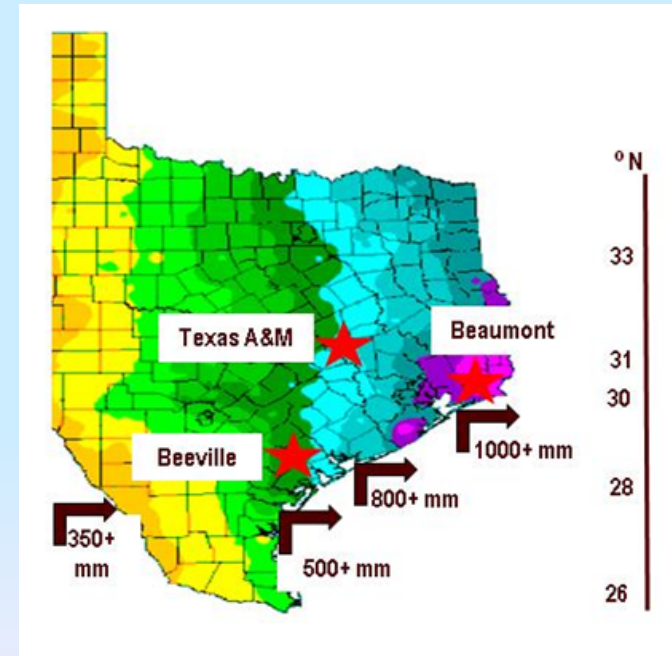 º N
33
Texas A&M
Beaumont
31
30
Beeville
1000+ mm
28
800+ mm
350+
mm
500+ mm
26